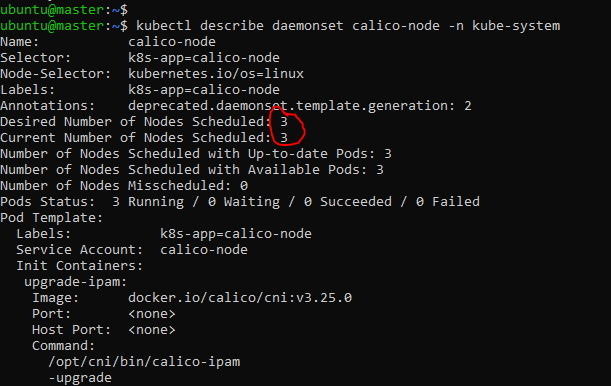 ubuntu@master:~$
ubuntu@master:~$ kubectl describe daemonset calico-node -n kube-system
Name:           calico-node
Selector:       k8s-app=calico-node
Node-Selector:  kubernetes.io/os=linux
Labels:         k8s-app=calico-node
Annotations:    deprecated.daemonset.template.generation: 2
Desired Number of Nodes Scheduled: 3
Current Number of Nodes Scheduled: 3
Number of Nodes Scheduled with Up-to-date Pods: 3
Number of Nodes Scheduled with Available Pods: 3
Number of Nodes Misscheduled: 0
Pods Status:  3 Running / 0 Waiting / 0 Succeeded / 0 Failed
Pod Template:
  Labels:           k8s-app=calico-node
  Service Account:  calico-node
  Init Containers:
   upgrade-ipam:
    Image:      docker.io/calico/cni:v3.25.0
    Port:       <none>
    Host Port:  <none>
    Command:
      /opt/cni/bin/calico-ipam
      -upgrade